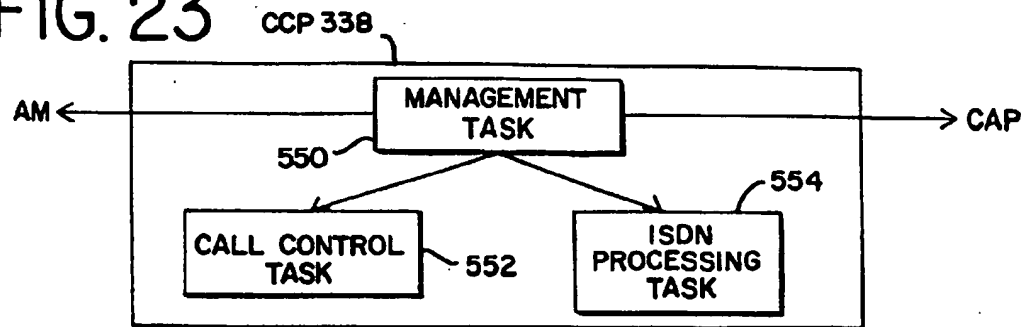 FIG. 23
CCP 338
AM
MANAGEMENT
TASK
CAP
550
554
CALL CONTROL
TASK
552
ISDN
PROCESSING
TASK